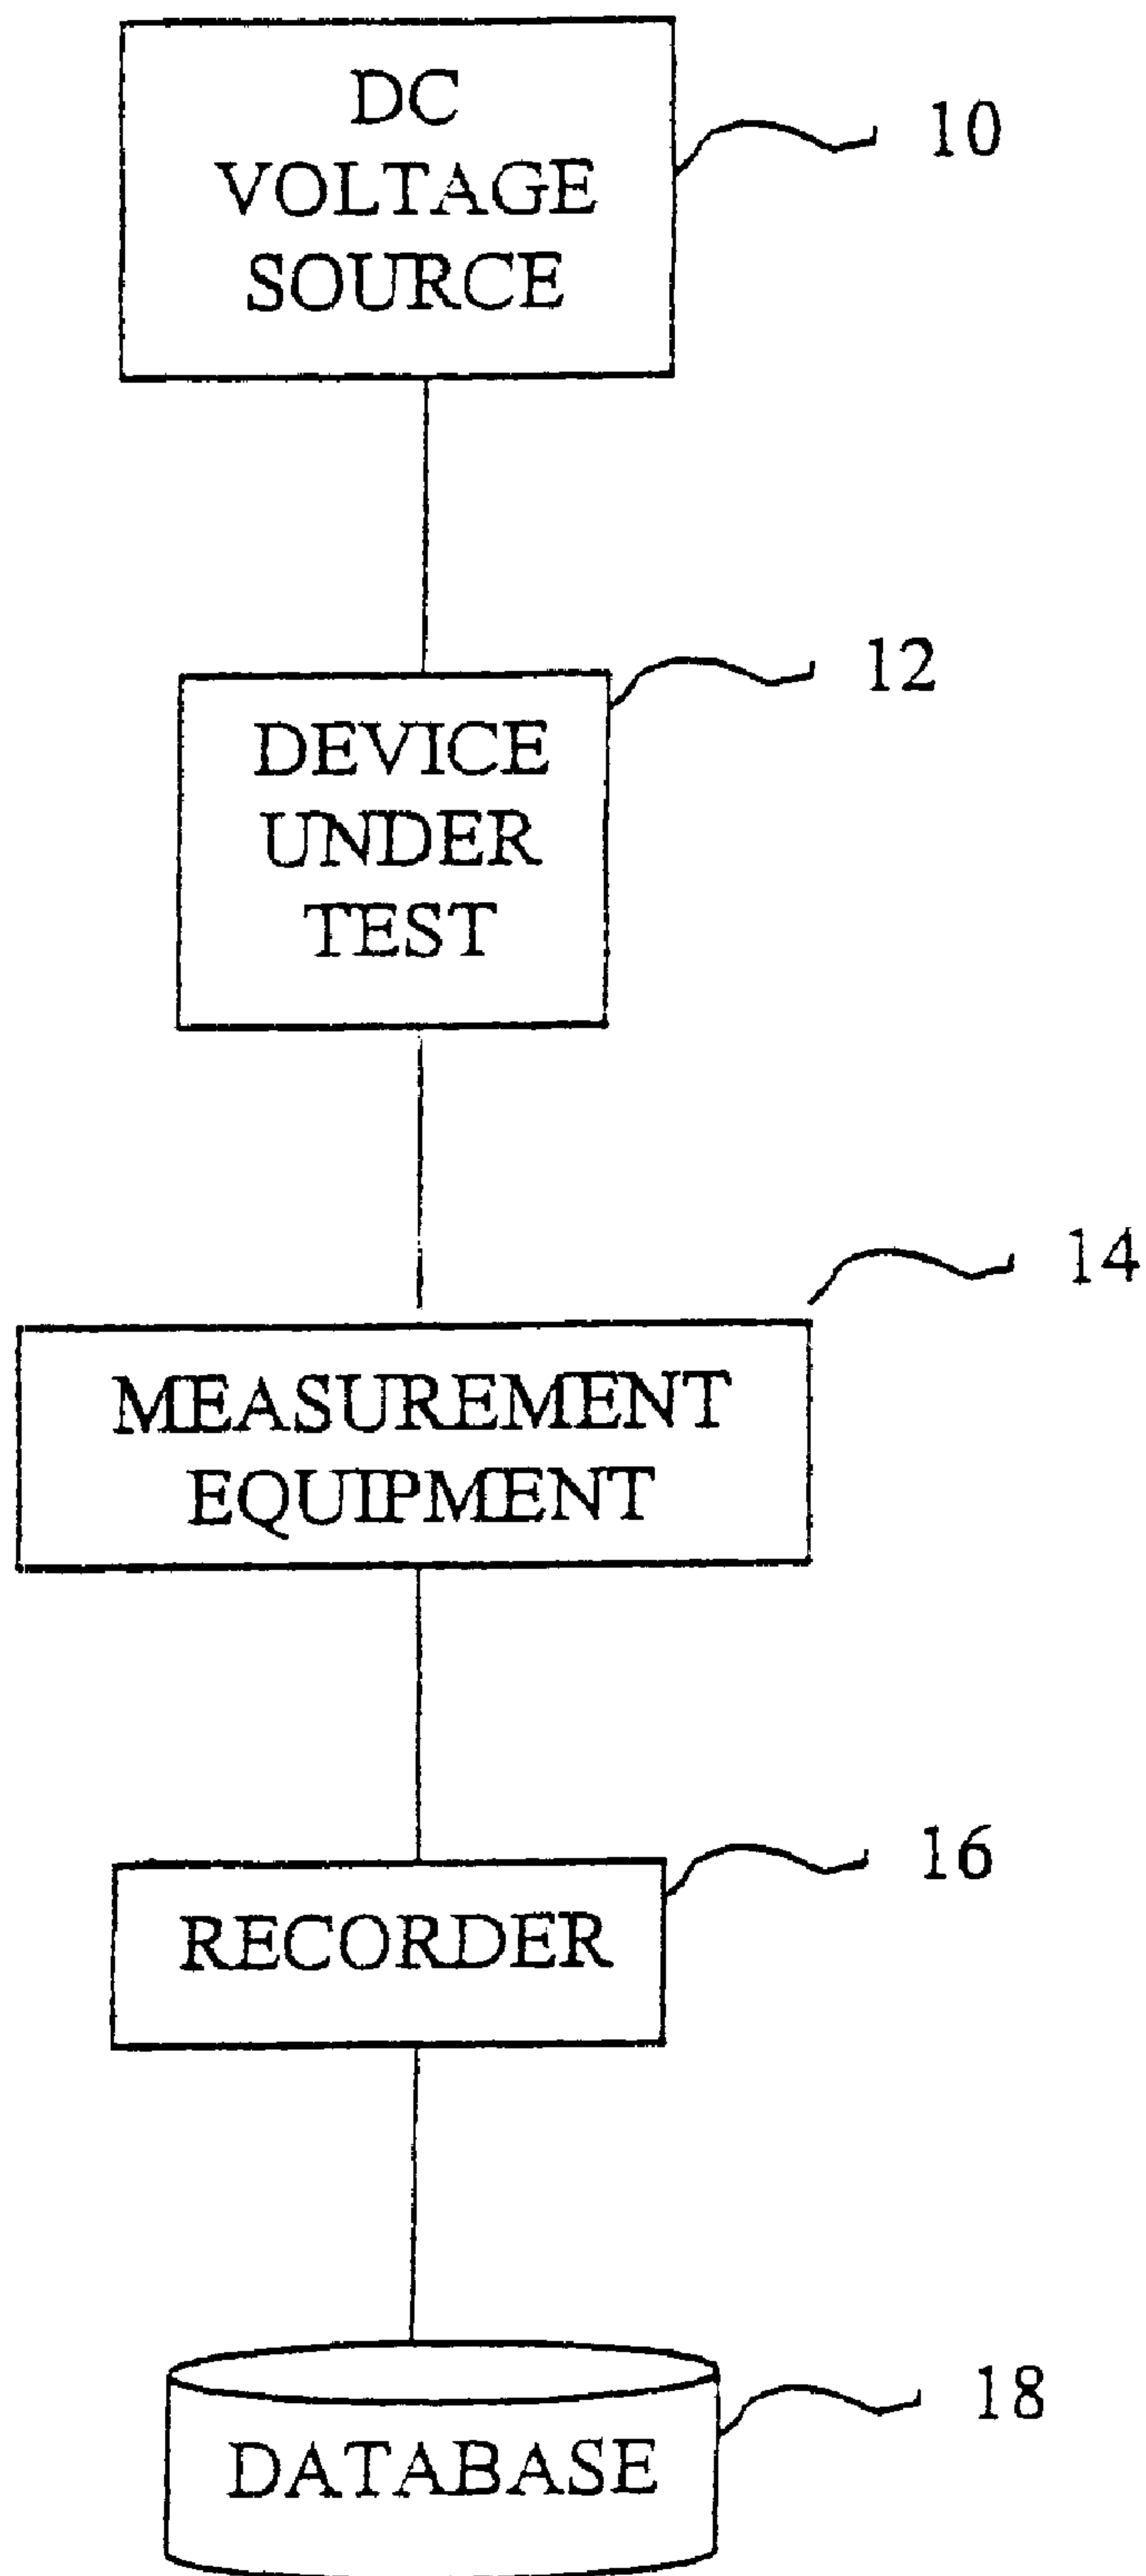 DC
VOLTAGE
SOURCE
10
DEVICE
UNDER
TEST
12
MEASUREMENT
EQUIPMENT
14
RECORDER
16
DATABASE
18